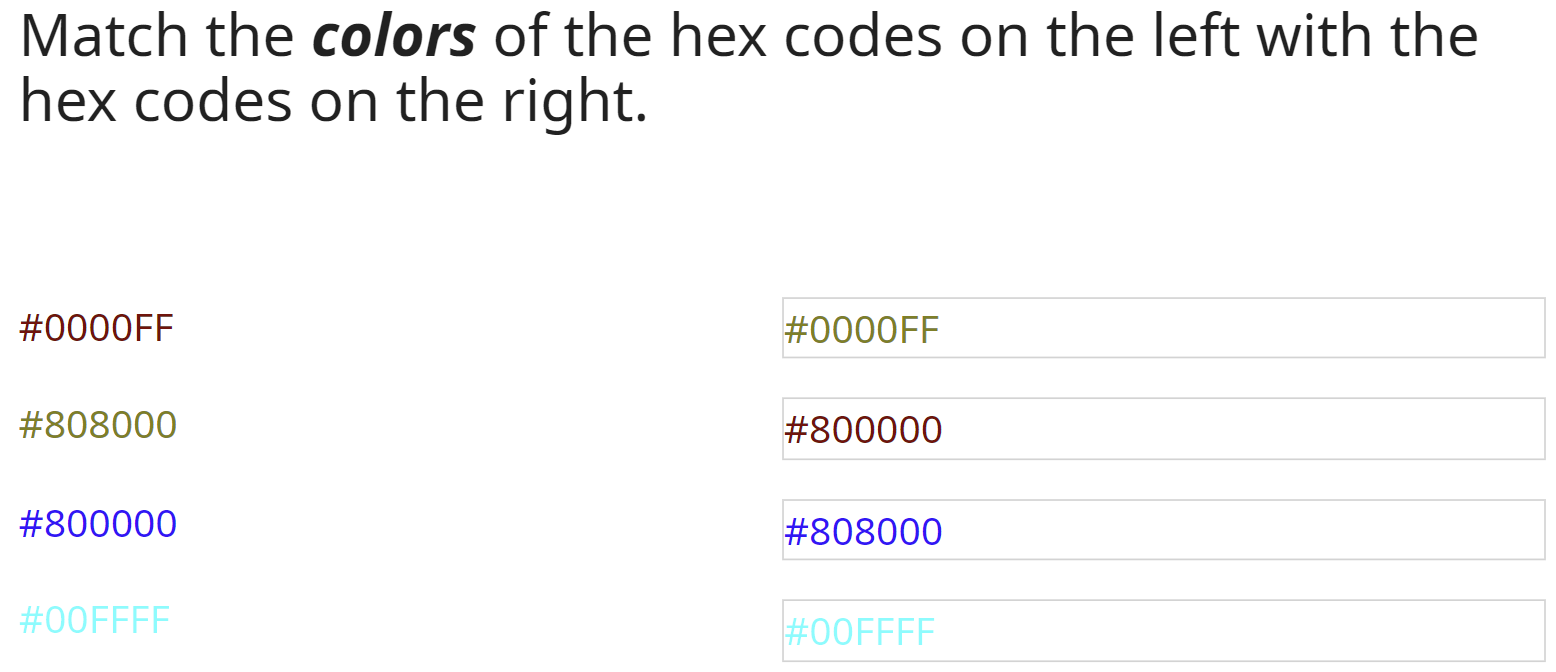 Match the colors of the hex codes on the left with the
hex codes on the right.
#0000FF
#0000FF
#808000
#800000
#800000
#808000
#00FFFF
#00FFFF